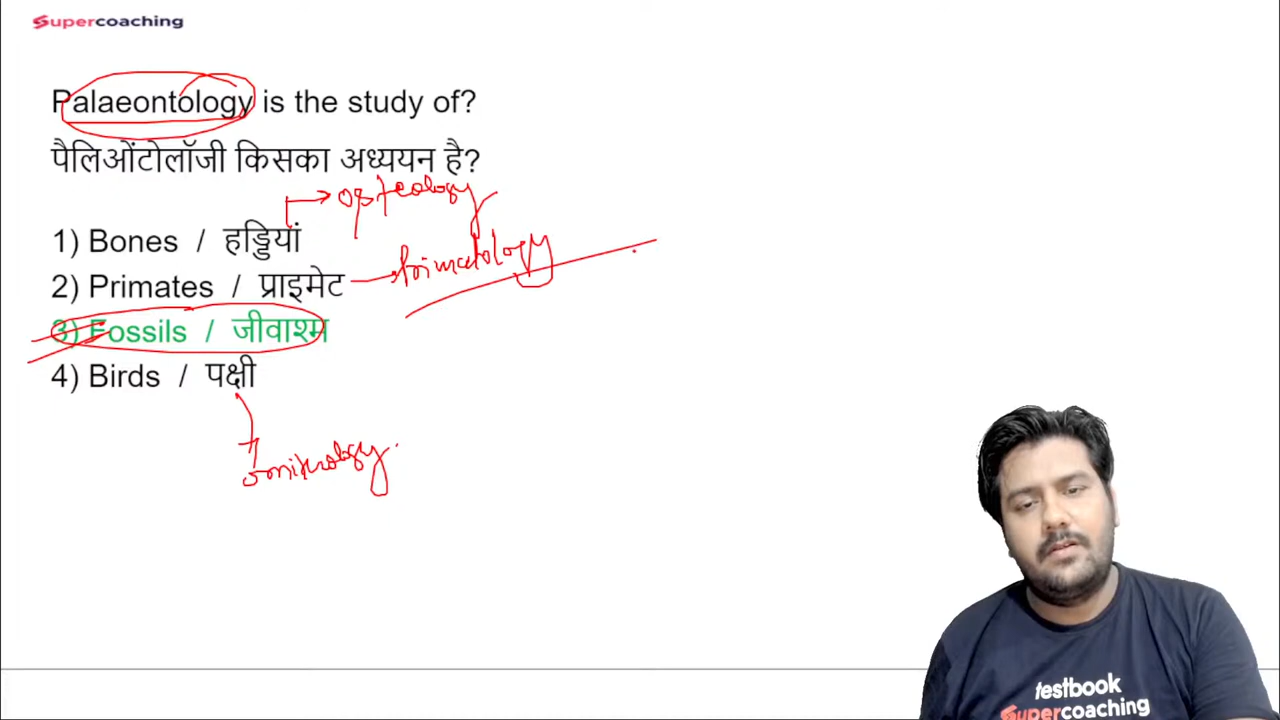 Supercoaching
Palaeontology is the study of?
पैलिओंटोलॉजी किसका अध्ययन है?
osteology
1) Bones / हड्डियां
Primatology
2) Primates / प्राइमेट
3) Fossils / जीवाश्म
4) Birds / पक्षी
testbook
Supercoaching